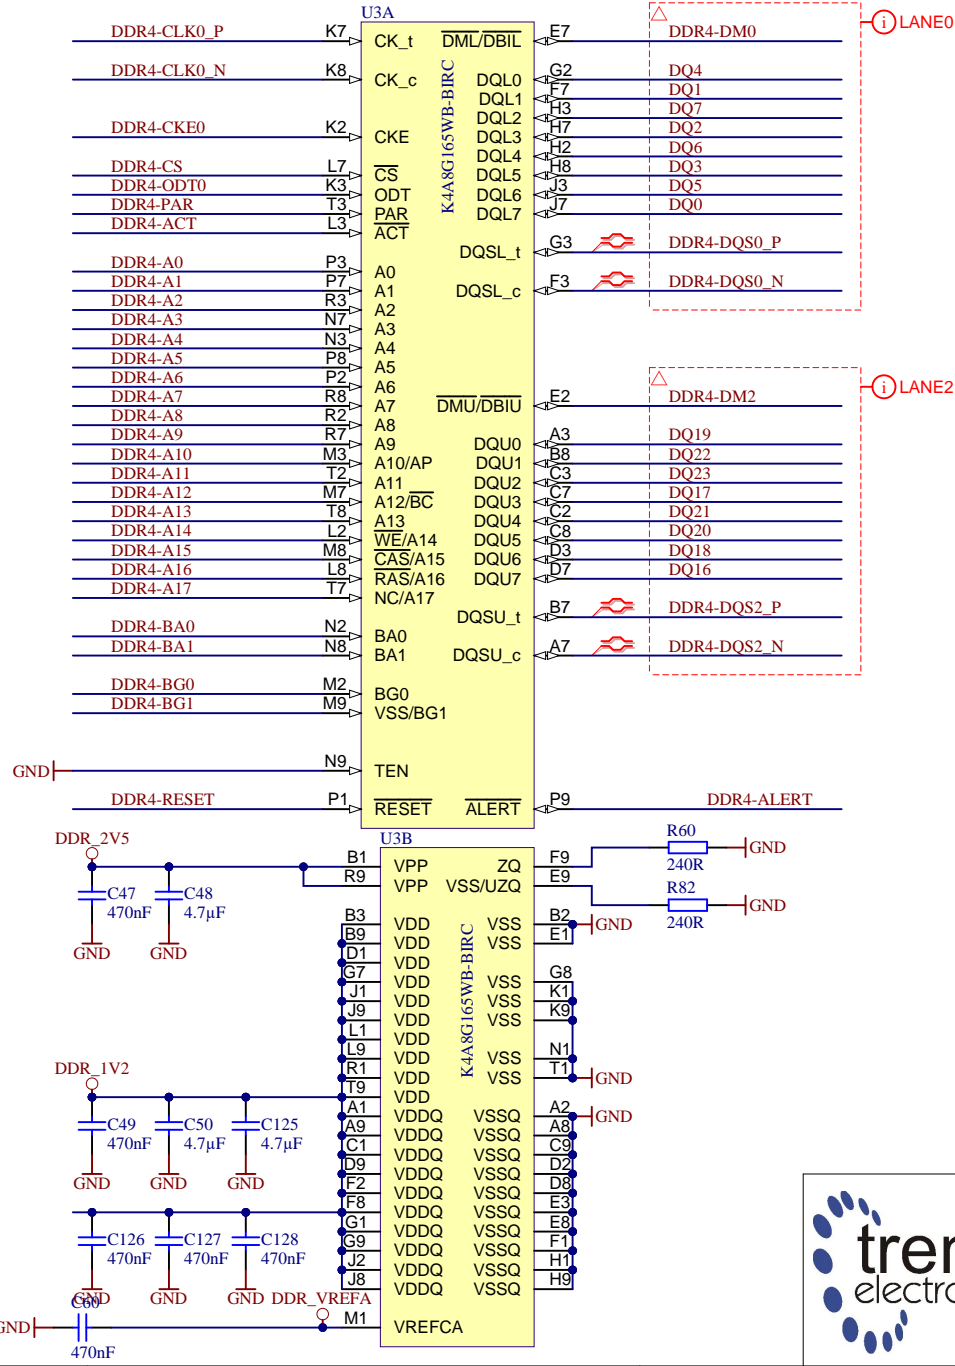 U3A
DDR4-CLK0_P K7 CK_t DML/DBIL E7 DDR4-DM0 LANE0
DDR4-CLK0_N K8 CK_c DQL0 G2 DQ4
DQL1 F7 DQ1
DQL2 H3 DQ7
DDR4-CKE0 K2 CKE DQL3 H7 DQ2
DQL4 H2 DQ6
DDR4-CS L7 CS DQL5 H8 DQ3
DDR4-ODT0 K3 ODT DQL6 J3 DQ5
DDR4-PAR T3 PAR DQL7 J7 DQ0
DDR4-ACT L3 ACT
K4A8G165WB-BIRC
DQSL_t G3 DDR4-DQS0_P
DDR4-A0 P3 A0
DDR4-A1 P7 A1 DQSL_c F3 DDR4-DQS0_N
DDR4-A2 R3 A2
DDR4-A3 N7 A3
DDR4-A4 N3 A4
DDR4-A5 P8 A5
DDR4-A6 P2 A6 LANE2
DDR4-A7 R8 A7 DMU/DBIU E2 DDR4-DM2
DDR4-A8 R2 A8
DDR4-A9 R7 A9 DQU0 A3 DQ19
DDR4-A10 M3 A10/AP DQU1 B8 DQ22
DDR4-A11 T2 A11 DQU2 C3 DQ23
DDR4-A12 M7 A12/BC DQU3 C7 DQ17
DDR4-A13 T8 A13 DQU4 C2 DQ21
DDR4-A14 L2 WE/A14 DQU5 C8 DQ20
DDR4-A15 M8 CAS/A15 DQU6 D3 DQ18
DDR4-A16 L8 RAS/A16 DQU7 D7 DQ16
DDR4-A17 T7 NC/A17
DQSU_t B7 DDR4-DQS2_P
DDR4-BA0 N2 BA0
DDR4-BA1 N8 BA1 DQSU_c A7 DDR4-DQS2_N
DDR4-BG0 M2 BG0
DDR4-BG1 M9 VSS/BG1
GND N9 TEN
DDR4-RESET P1 RESET ALERT P9 DDR4-ALERT
U3B
DDR_2V5 B1 VPP ZQ F9 R60 240R GND
R9 VPP VSS/UZQ E9 R82 240R GND
C47 470nF GND
C48 4.7µF GND
B3 VDD VSS B2 GND
B9 VDD VSS E1
D1 VDD
G7 VDD VSS G8
J1 VDD VSS K1
J9 VDD VSS K9
L1 VDD
L9 VDD VSS N1
R1 VDD VSS T1 GND
T9 VDD
K4A8G165WB-BIRC
DDR_1V2
C49 470nF GND
C50 4.7µF GND
C125 4.7µF GND
A1 VDDQ VSSQ A2 GND
A9 VDDQ VSSQ A8
C1 VDDQ VSSQ C9
D9 VDDQ VSSQ D2
F2 VDDQ VSSQ D8
F8 VDDQ VSSQ E3
G1 VDDQ VSSQ E8
G9 VDDQ VSSQ F1
J2 VDDQ VSSQ H1
J8 VDDQ VSSQ H9
C126 470nF GND
C127 470nF GND
C128 470nF GND
DDR_VREFA M1 VREFCA
GND C60 470nF
tren
electro